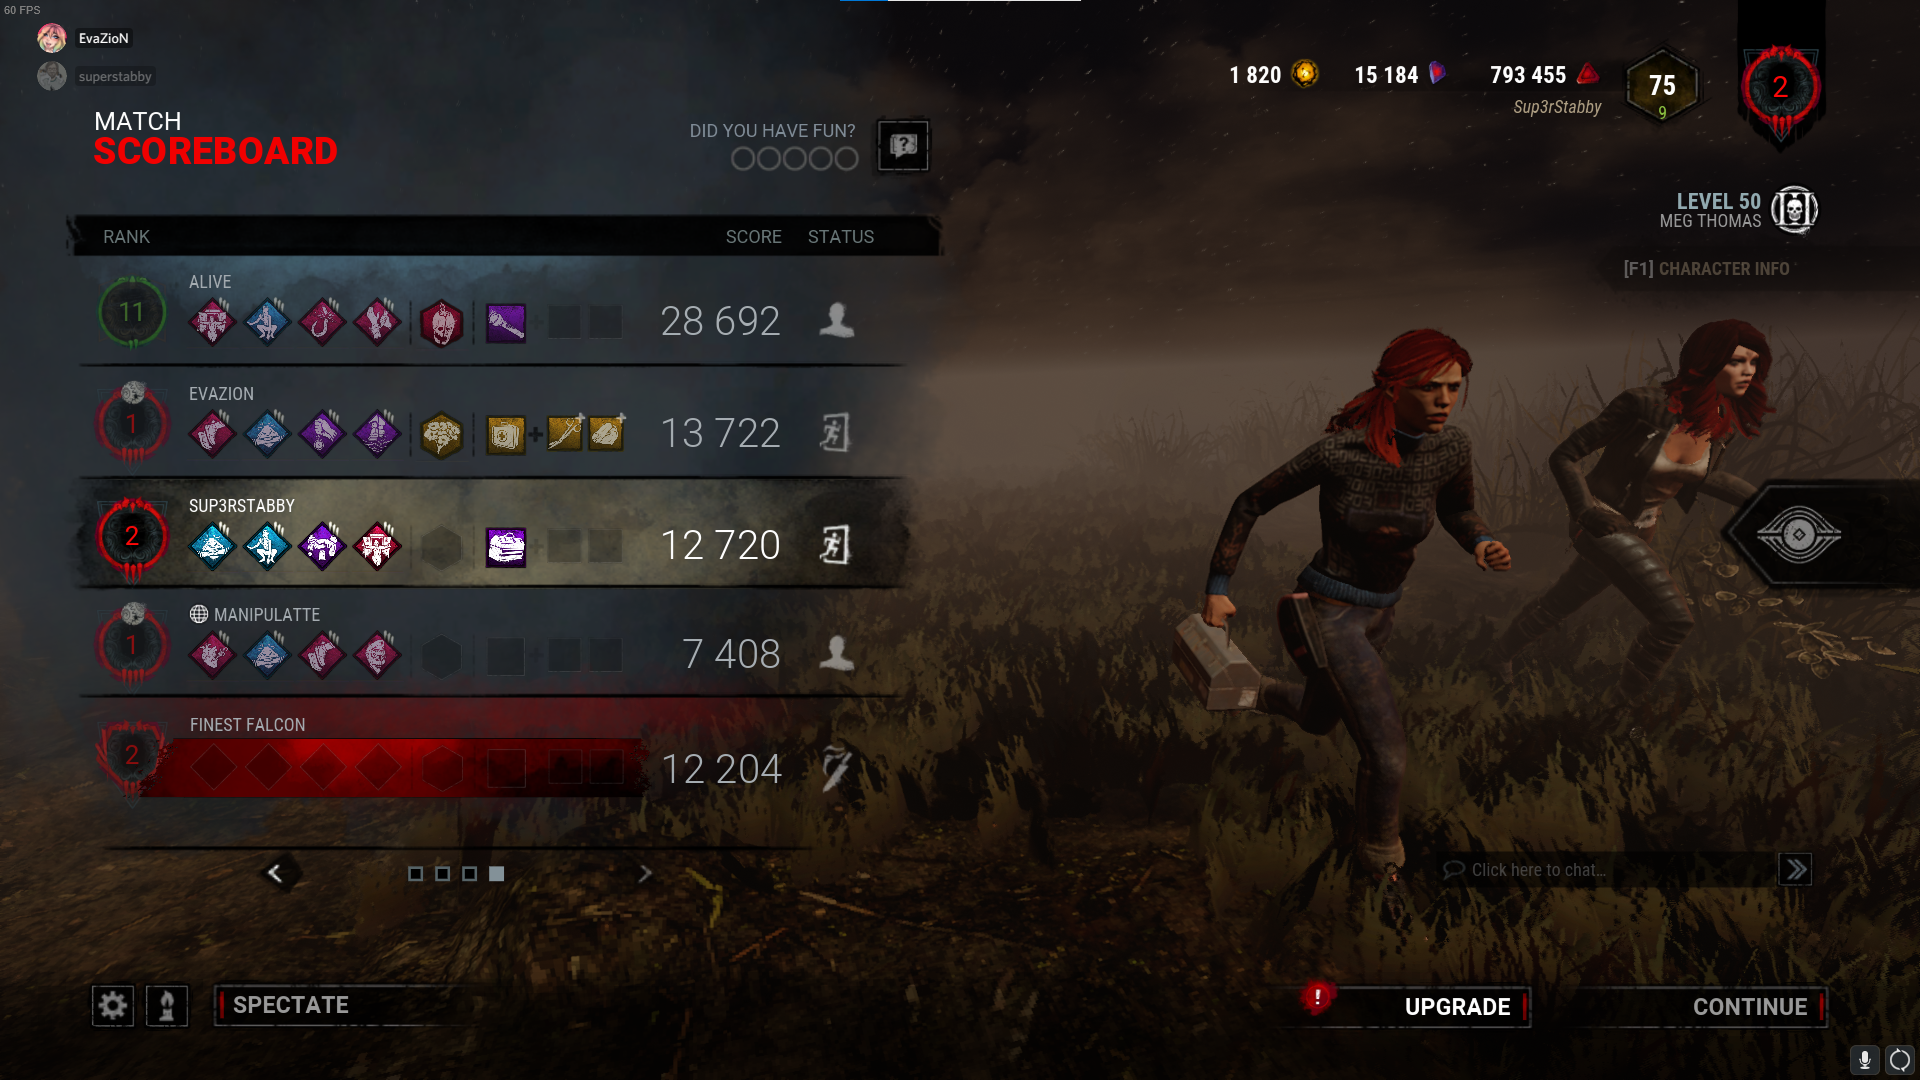 60 FPS
EvaZioN
superstabby
1 820
15 184
793 455
75
9
2
Sup3rStabby
MATCH
SCOREBOARD
DID YOU HAVE FUN?
?
LEVEL 50
MEG THOMAS
III
[F1] CHARACTER INFO
RANK SCORE STATUS
11
ALIVE
28 692
1
EVAZION
13 722
2
SUP3RSTABBY
12 720
1
MANIPULATTE
7 408
2
FINEST FALCON
12 204
Click here to chat...
SPECTATE
!
UPGRADE
CONTINUE